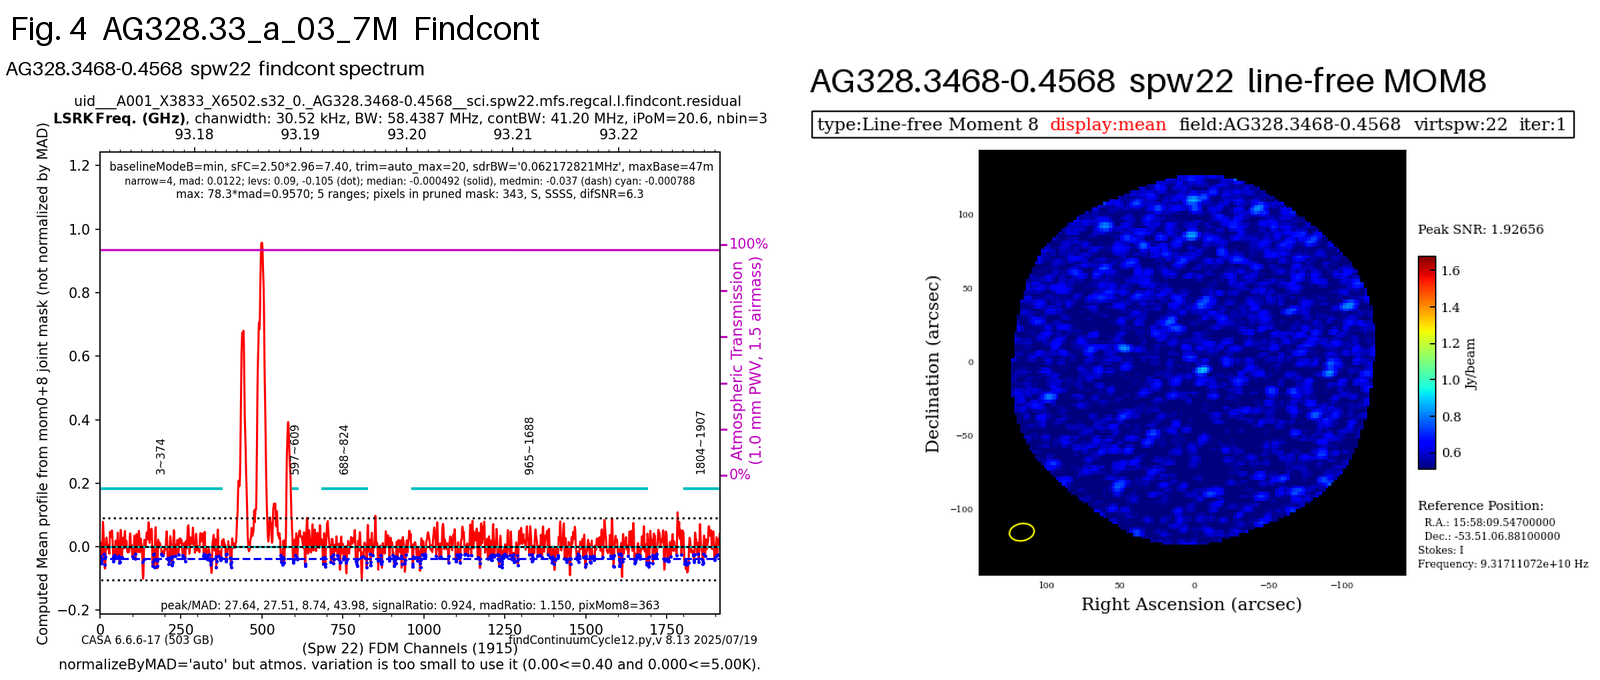 Fig. 4 AG328.33_a_03_7M Findcont
AG328.3468-0.4568 spw22 findcont spectrum
uid___A001_X3833_X6502.s32_0._AG328.3468-0.4568__sci.spw22.mfs.regcal.I.findcont.residual
LSRK Freq. (GHz), chanwidth: 30.52 kHz, BW: 58.4387 MHz, contBW: 41.20 MHz, iPoM=20.6, nbin=3
93.18 93.19 93.20 93.21 93.22
baselineModeB=min, sFC=2.50*2.96=7.40, trim=auto_max=20, sdrBW='0.062172821MHz', maxBase=47m
narrow=4, mad: 0.0122; levs: 0.09, -0.105 (dot); median: -0.000492 (solid), medmin: -0.037 (dash) cyan: -0.000788
max: 78.3*mad=0.9570; 5 ranges; pixels in pruned mask: 343, S, SSSS, difSNR=6.3
Computed Mean profile from mom0+8 joint mask (not normalized by MAD)
1.2
1.0
0.8
0.6
0.4
0.2
0.0
−0.2
3~374
597~609
688~824
965~1688
1804~1907
100%
0%
Atmospheric Transmission
(1.0 mm PWV, 1.5 airmass)
peak/MAD: 27.64, 27.51, 8.74, 43.98, signalRatio: 0.924, madRatio: 1.150, pixMom8=363
0 250 500 750 1000 1250 1500 1750
CASA 6.6.6-17 (503 GB)
findContinuumCycle12.py,v 8.13 2025/07/19
(Spw 22) FDM Channels (1915)
normalizeByMAD='auto' but atmos. variation is too small to use it (0.00<=0.40 and 0.000<=5.00K).
AG328.3468-0.4568 spw22 line-free MOM8
type:Line-free Moment 8 display:mean field:AG328.3468-0.4568 virtspw:22 iter:1
Declination (arcsec)
100
50
0
−50
−100
100 50 0 −50 −100
Right Ascension (arcsec)
Peak SNR: 1.92656
1.6
1.4
1.2
1.0
0.8
0.6
Jy/beam
Reference Position:
R.A.: 15:58:09.54700000
Dec.: -53.51.06.88100000
Stokes: I
Frequency: 9.31711072e+10 Hz